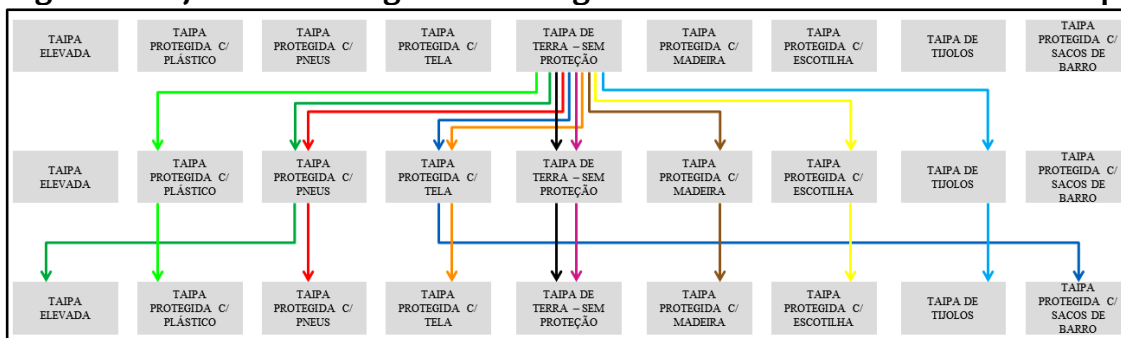 TAIPA
ELEVADA
TAIPA
PROTEGIDA C/
PLÁSTICO
TAIPA
PROTEGIDA C/
PNEUS
TAIPA
PROTEGIDA C/
TELA
TAIPA DE
TERRA – SEM
PROTEÇÃO
TAIPA
PROTEGIDA C/
MADEIRA
TAIPA
PROTEGIDA C/
ESCOTILHA
TAIPA DE
TIJOLOS
TAIPA
PROTEGIDA C/
SACOS DE
BARRO
TAIPA
ELEVADA
TAIPA
PROTEGIDA C/
PLÁSTICO
TAIPA
PROTEGIDA C/
PNEUS
TAIPA
PROTEGIDA C/
TELA
TAIPA DE
TERRA – SEM
PROTEÇÃO
TAIPA
PROTEGIDA C/
MADEIRA
TAIPA
PROTEGIDA C/
ESCOTILHA
TAIPA DE
TIJOLOS
TAIPA
PROTEGIDA C/
SACOS DE
BARRO
TAIPA
ELEVADA
TAIPA
PROTEGIDA C/
PLÁSTICO
TAIPA
PROTEGIDA C/
PNEUS
TAIPA
PROTEGIDA C/
TELA
TAIPA DE
TERRA – SEM
PROTEÇÃO
TAIPA
PROTEGIDA C/
MADEIRA
TAIPA
PROTEGIDA C/
ESCOTILHA
TAIPA DE
TIJOLOS
TAIPA
PROTEGIDA C/
SACOS DE
BARRO